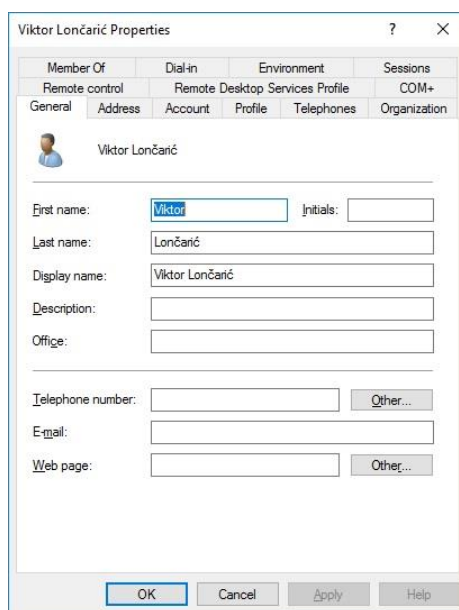 Viktor Lončarić Properties ? ×
Member Of Dial-in Environment Sessions
Remote control Remote Desktop Services Profile COM+
General Address Account Profile Telephones Organization
Viktor Lončarić
First name: Viktor Initials:
Last name: Lončarić
Display name: Viktor Lončarić
Description:
Office:
Telephone number: Other...
E-mail:
Web page: Other...
OK Cancel Apply Help